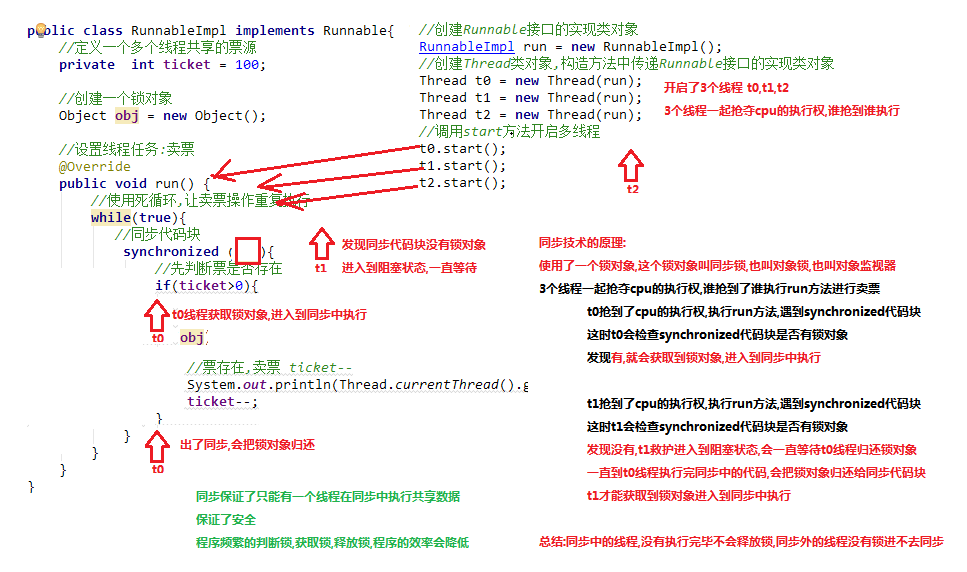 public class RunnableImpl implements Runnable{
//定义一个多个线程共享的票源
private int ticket = 100;
//创建一个锁对象
Object obj = new Object();
//设置线程任务:卖票
@Override
public void run() {
//使用死循环,让卖票操作重复执行
while(true){
//同步代码块
synchronized (){
//先判断票是否存在
if(ticket>0){
t0线程获取锁对象,进入到同步中执行
t0
obj
//票存在,卖票 ticket--
System.out.println(Thread.currentThread().g
ticket--;
}
出了同步,会把锁对象归还
t0
}
}
}
}
//创建Runnable接口的实现类对象
RunnableImpl run = new RunnableImpl();
//创建Thread类对象,构造方法中传递Runnable接口的实现类对象
Thread t0 = new Thread(run);
Thread t1 = new Thread(run);
Thread t2 = new Thread(run);
//调用start方法开启多线程
t0.start();
t1.start();
t2.start();
开启了3个线程 t0,t1,t2
3个线程一起抢夺cpu的执行权,谁抢到谁执行
t2
发现同步代码块没有锁对象
进入到阻塞状态,一直等待
t1
同步技术的原理:
使用了一个锁对象,这个锁对象叫同步锁,也叫对象锁,也叫对象监视器
3个线程一起抢夺cpu的执行权,谁抢到了谁执行run方法进行卖票
t0抢到了cpu的执行权,执行run方法,遇到synchronized代码块
这时t0会检查synchronized代码块是否有锁对象
发现有,就会获取到锁对象,进入到同步中执行
t1抢到了cpu的执行权,执行run方法,遇到synchronized代码块
这时t1会检查synchronized代码块是否有锁对象
发现没有,t1救护进入到阻塞状态,会一直等待t0线程归还锁对象
一直到t0线程执行完同步中的代码,会把锁对象归还给同步代码块
t1才能获取到锁对象进入到同步中执行
同步保证了只能有一个线程在同步中执行共享数据
保证了安全
程序频繁的判断锁,获取锁,释放锁,程序的效率会降低
总结:同步中的线程,没有执行完毕不会释放锁,同步外的线程没有锁进不去同步